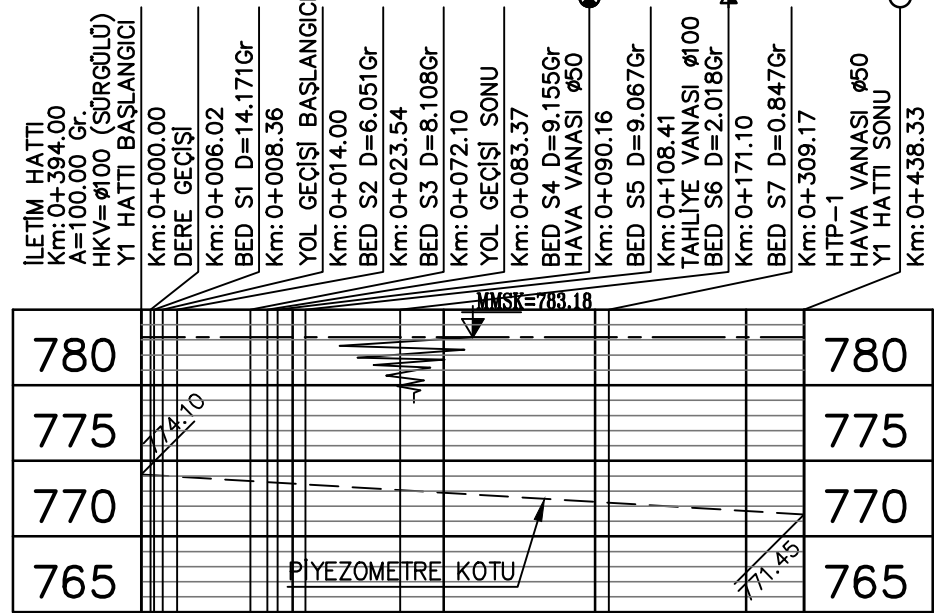 İLETİM HATTI
Km: 0+394.00
A=100.00 Gr.
HKV=ø100 (SÜRGÜLÜ)
Y1 HATTI BAŞLANGICI
Km: 0+000.00
DERE GEÇİŞİ
Km: 0+006.02
BED S1 D=14.171Gr
Km: 0+008.36
YOL GEÇİŞİ BAŞLANGICI
Km: 0+014.00
BED S2 D=6.051Gr
Km: 0+023.54
BED S3 D=8.108Gr
Km: 0+072.10
YOL GEÇİŞİ SONU
Km: 0+083.37
BED S4 D=9.155Gr
HAVA VANASI ø50
Km: 0+090.16
BED S5 D=9.067Gr
Km: 0+108.41
TAHLİYE VANASI ø100
BED S6 D=2.018Gr
Km: 0+171.10
BED S7 D=0.847Gr
Km: 0+309.17
HTP-1
HAVA VANASI ø50
Y1 HATTI SONU
Km: 0+438.33
MMSK=783.18
780
780
774.10
775
775
770
770
PİYEZOMETRE KOTU
771.45
765
765